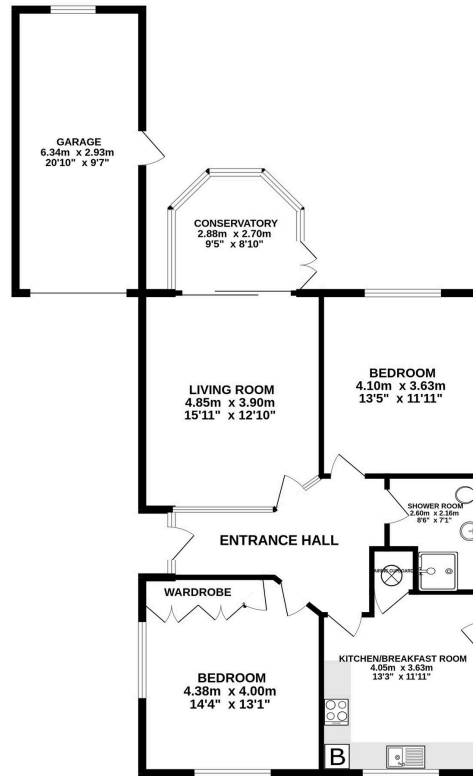 GARAGE
6.34m x 2.93m
20'10" x 9'7"
CONSERVATORY
2.88m x 2.70m
9'5" x 8'10"
LIVING ROOM
4.85m x 3.90m
15'11" x 12'10"
BEDROOM
4.10m x 3.63m
13'5" x 11'11"
SHOWER ROOM
2.60m x 2.16m
8'6" x 7'1"
ENTRANCE HALL
WARDROBE
BEDROOM
4.38m x 4.00m
14'4" x 13'1"
KITCHEN/BREAKFAST ROOM
4.05m x 3.63m
13'3" x 11'11"
B